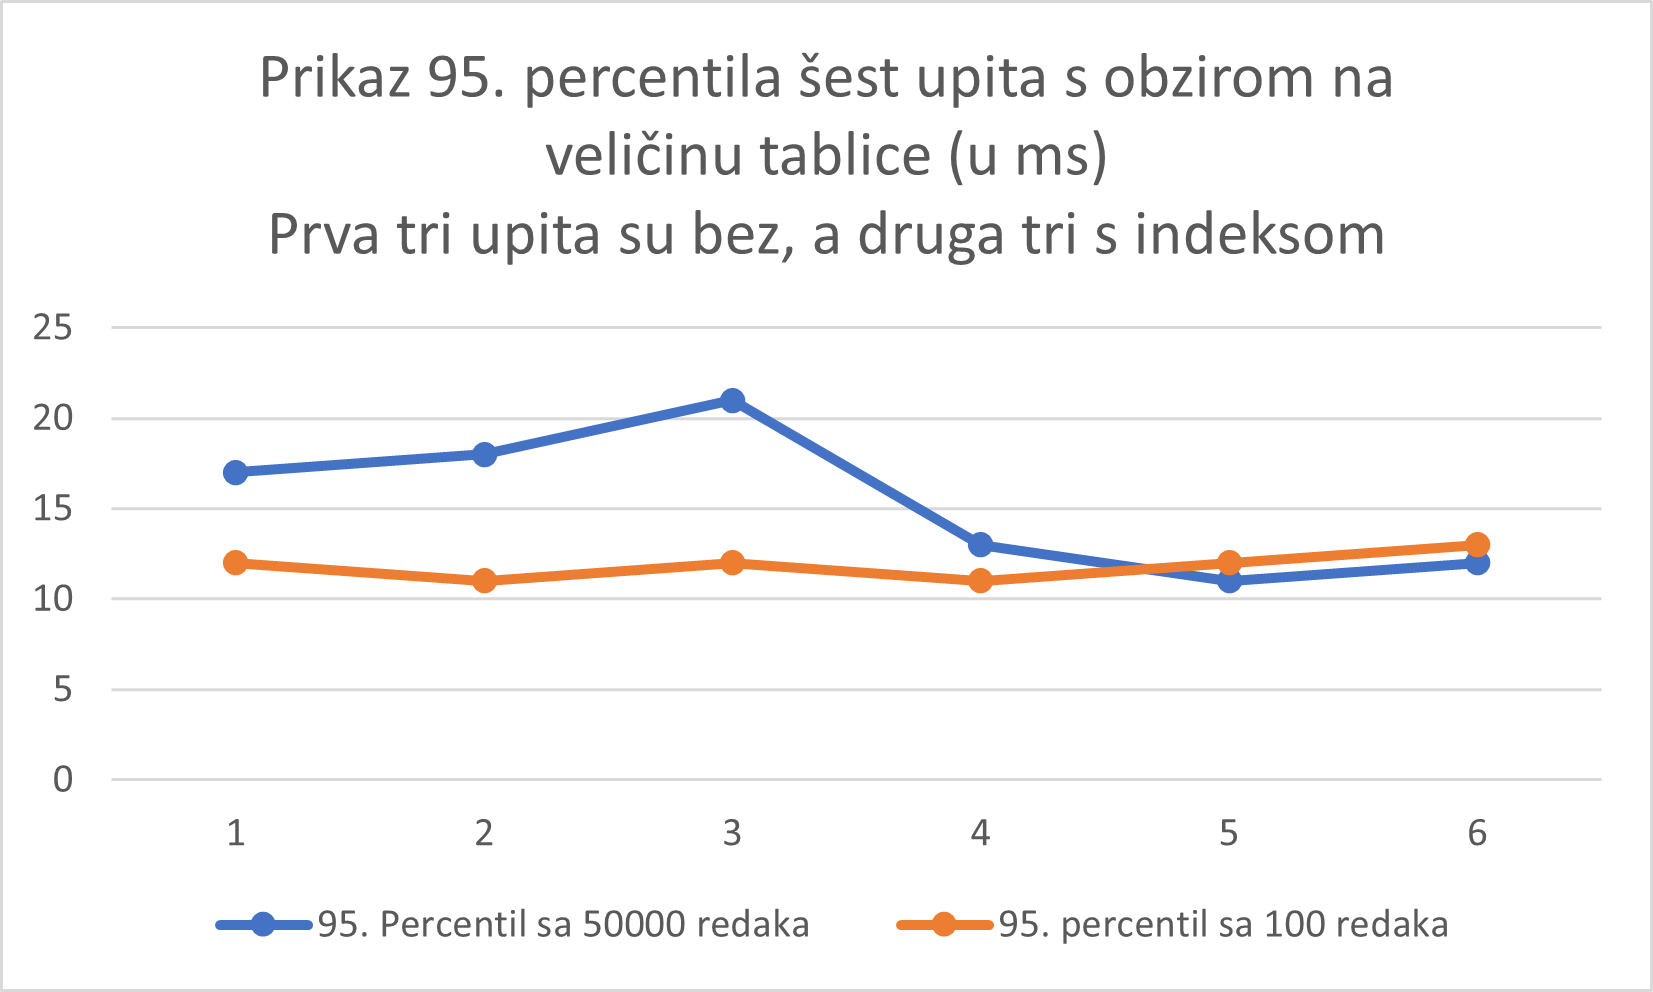 Prikaz 95. percentila šest upita s obzirom na
veličinu tablice (u ms)
Prva tri upita su bez, a druga tri s indeksom
25
20
15
10
5
0
1 2 3 4 5 6
95. Percentil sa 50000 redaka 95. percentil sa 100 redaka